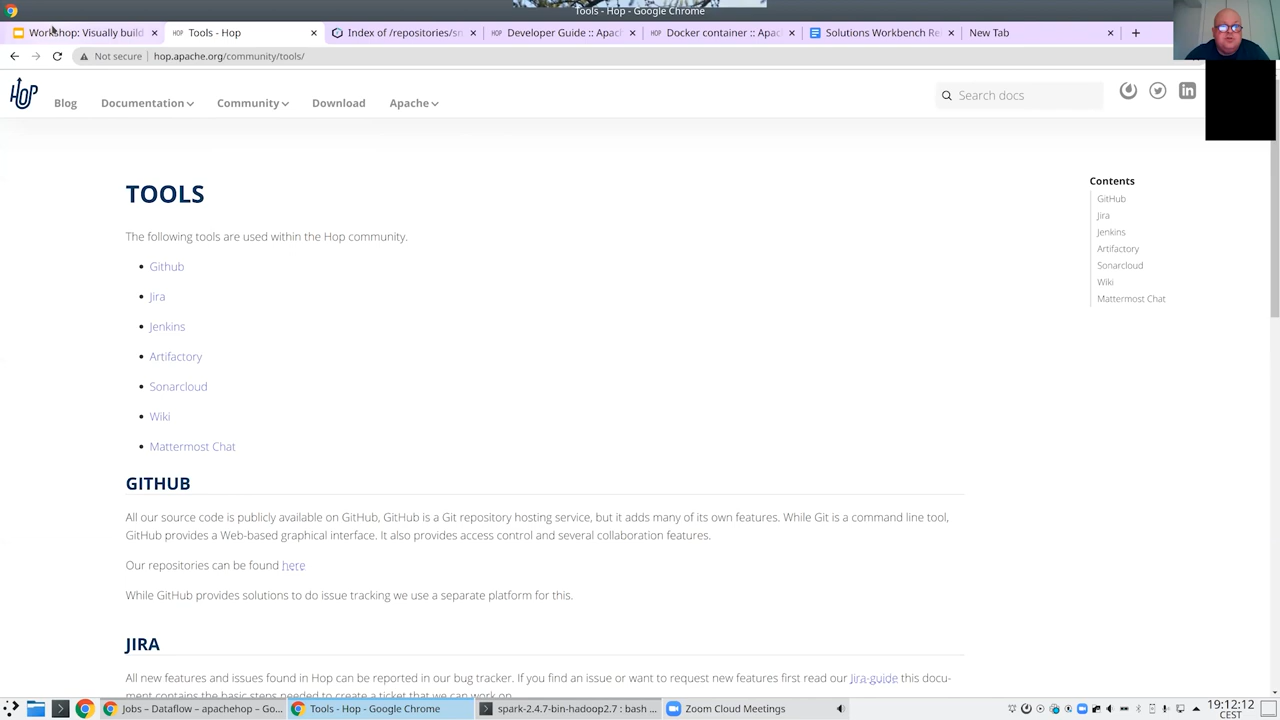 Tools - Hop - Google Chrome
Workshop: Visually build
Tools - Hop
Index of /repositories/sn
Developer Guide :: Apac
Docker container :: Apac
Solutions Workbench Re
New Tab
Not secure
hop.apache.org/community/tools/
HOP
Blog
Documentation
Community
Download
Apache
Search docs
TOOLS
The following tools are used within the Hop community.
Github
Jira
Jenkins
Artifactory
Sonarcloud
Wiki
Mattermost Chat
Contents
GitHub
Jira
Jenkins
Artifactory
Sonarcloud
Wiki
Mattermost Chat
GITHUB
All our source code is publicly available on GitHub, GitHub is a Git repository hosting service, but it adds many of its own features. While Git is a command line tool,
GitHub provides a Web-based graphical interface. It also provides access control and several collaboration features.
Our repositories can be found here
While GitHub provides solutions to do issue tracking we use a separate platform for this.
JIRA
All new features and issues found in Hop can be reported in our bug tracker. If you find an issue or want to request new features first read our Jira-guide this docu-
ment contains the basic steps needed to create a ticket that we can work on
Jobs – Dataflow – apachehop – Go...
Tools - Hop - Google Chrome
spark-2.4.7-bin-hadoop2.7 : bash ...
Zoom Cloud Meetings
19:12:12
CEST